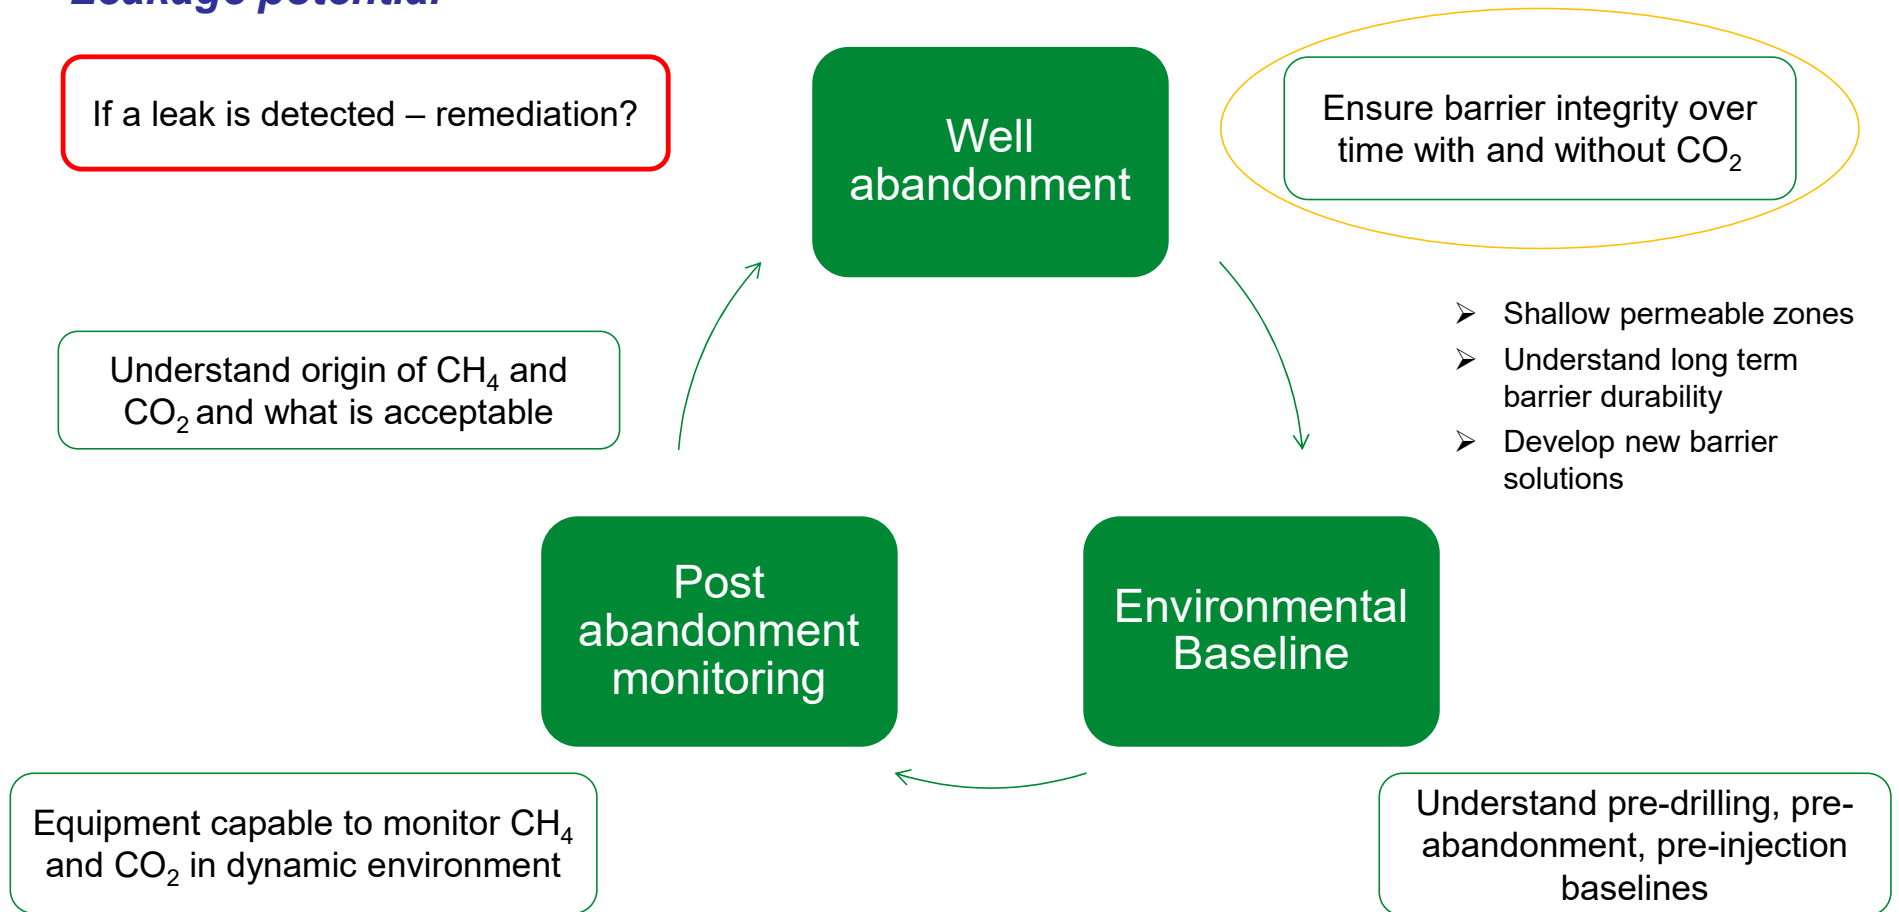 Leakage potential
If a leak is detected – remediation?
Well
abandonment
Ensure barrier integrity over
time with and without CO₂
➢ Shallow permeable zones
➢ Understand long term
barrier durability
➢ Develop new barrier
solutions
Understand origin of CH₄ and
CO₂ and what is acceptable
Post
abandonment
monitoring
Environmental
Baseline
Equipment capable to monitor CH₄
and CO₂ in dynamic environment
Understand pre-drilling, pre-
abandonment, pre-injection
baselines